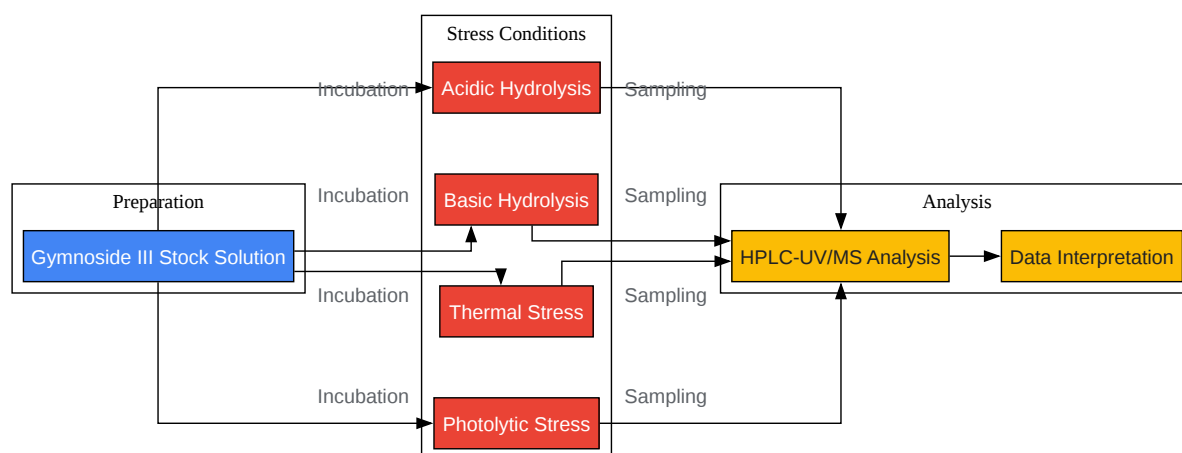 Stress Conditions
Incubation
Acidic Hydrolysis
Sampling
Incubation
Basic Hydrolysis
Sampling
Preparation
Analysis
Gymnoside III Stock Solution
HPLC-UV/MS Analysis
Data Interpretation
Incubation
Thermal Stress
Sampling
Incubation
Photolytic Stress
Sampling